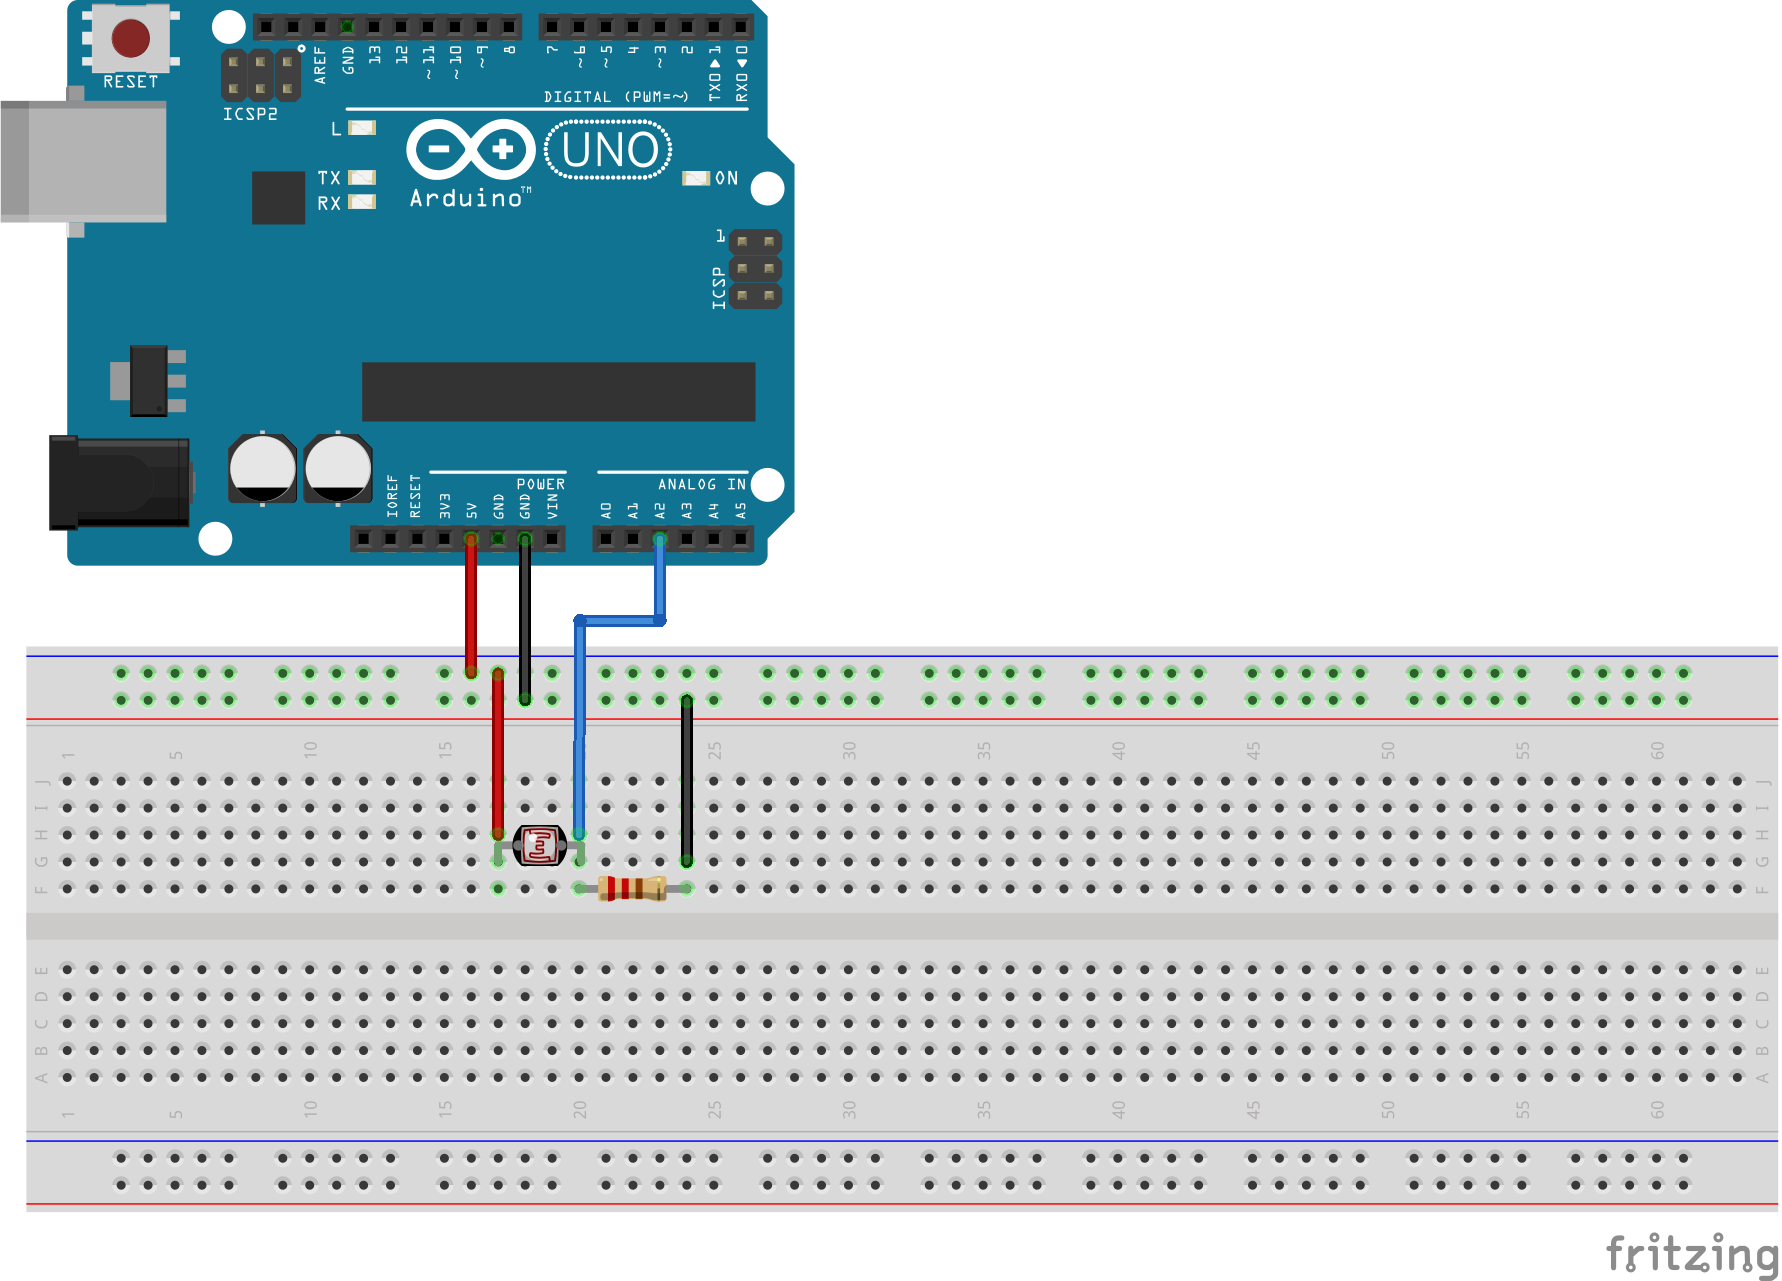 RESET
ICSP2
AREF
GND
13
12
~11
~10
~9
8
7
~6
~5
4
~3
2
TX0▶1
RX0◀0
DIGITAL (PWM=~)
L
TX
RX
Arduino™
UNO
ON
1
ICSP
POWER
ANALOG IN
IOREF
RESET
3V3
5V
GND
GND
VIN
A0
A1
A2
A3
A4
A5
1 5 10 15 25 30 35 40 45 50 55 60
J J
I I
H H
G G
F F
E E
D D
C C
B B
A A
1 5 10 15 20 25 30 35 40 45 50 55 60
fritzing